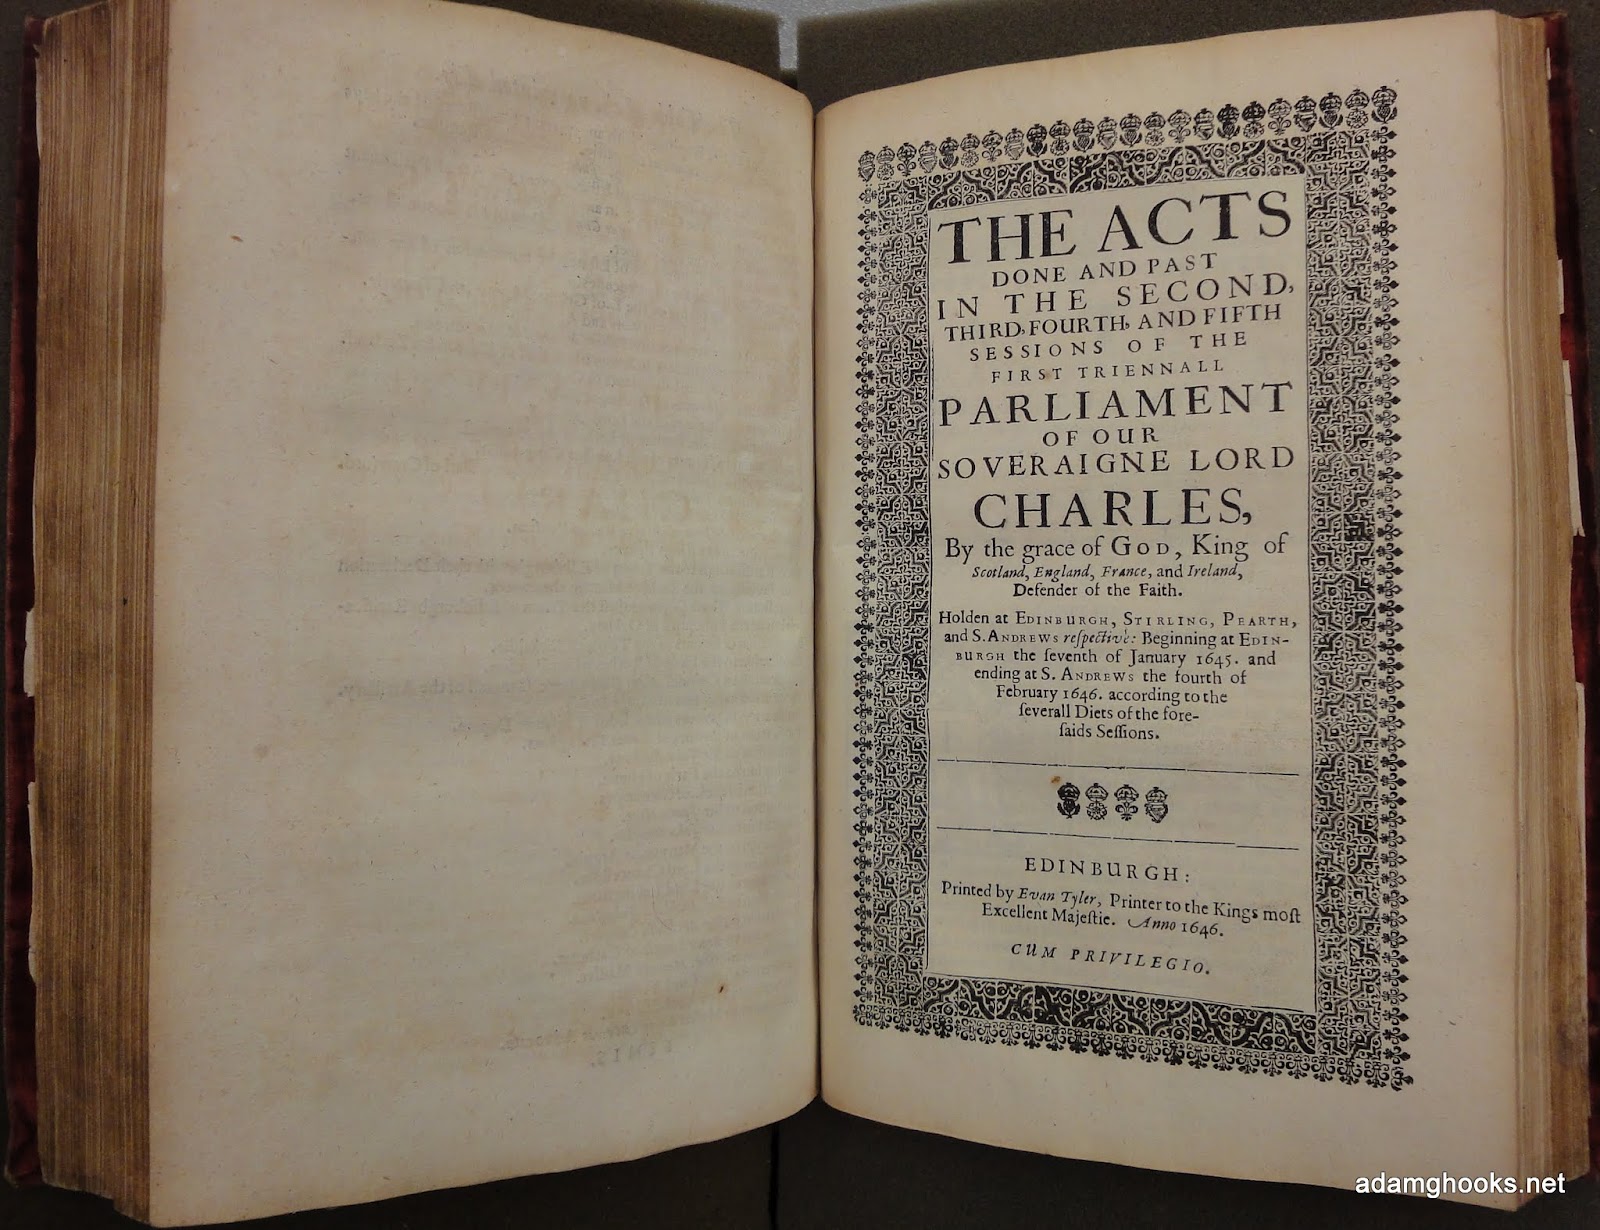 THE ACTS
DONE AND PAST
IN THE SECOND,
THIRD, FOURTH, AND FIFTH
SESSIONS OF THE
FIRST TRIENNALL
PARLIAMENT
OF OUR
SOVERAIGNE LORD
CHARLES,
By the grace of GOD, King of
Scotland, England, France, and Ireland,
Defender of the Faith.
Holden at EDINBURGH, STIRLING, PEARTH,
and S. ANDREWS reſpectivè: Beginning at EDIN-
BURGH the ſeventh of January 1645. and
ending at S. ANDREWS the fourth of
February 1646. according to the
ſeverall Diets of the fore-
ſaids Seſſions.
EDINBURGH:
Printed by Evan Tyler, Printer to the Kings moſt
Excellent Majeſtie. Anno 1646.
CUM PRIVILEGIO.
adamghooks.net